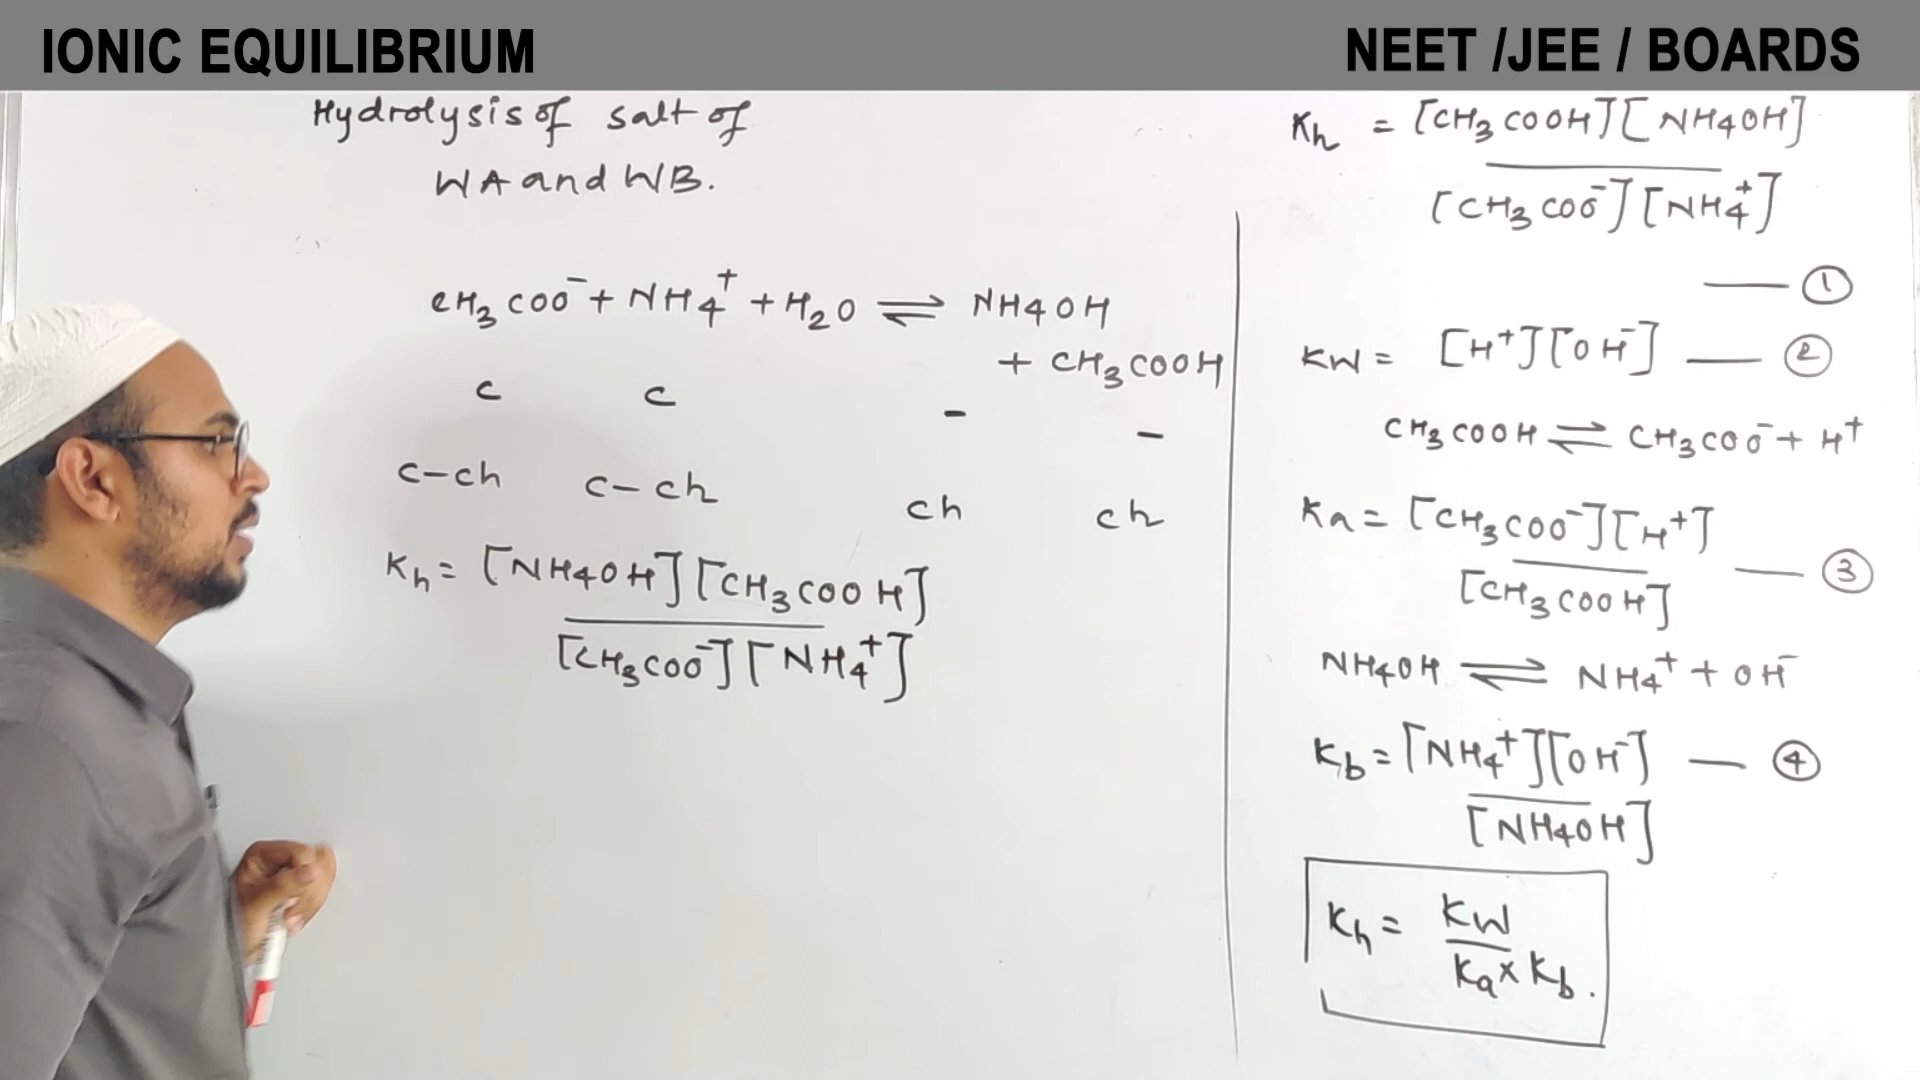 IONIC EQUILIBRIUM
NEET /JEE / BOARDS
Hydrolysis of salt of
WA and WB.
CH₃COO⁻ + NH₄⁺ + H₂O ⇌ NH₄OH
+ CH₃COOH
c c - -
c-ch c-ch ch ch
Kh = [NH₄OH][CH₃COOH]
[CH₃COO⁻][NH₄⁺]
Kh = [CH₃COOH][NH₄OH]
[CH₃COO⁻][NH₄⁺]
— ①
KW = [H⁺][OH⁻] — ②
CH₃COOH ⇌ CH₃COO⁻ + H⁺
Ka = [CH₃COO⁻][H⁺]
[CH₃COOH] — ③
NH₄OH ⇌ NH₄⁺ + OH⁻
Kb = [NH₄⁺][OH⁻] — ④
[NH₄OH]
Kh = KW
Ka × Kb.